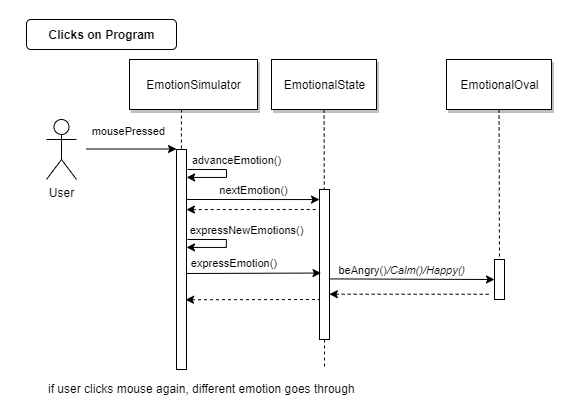 Clicks on Program
EmotionSimulator
EmotionalState
EmotionalOval
mousePressed
User
advanceEmotion()
nextEmotion()
expressNewEmotions()
expressEmotion()
beAngry()/Calm()/Happy()
if user clicks mouse again, different emotion goes through